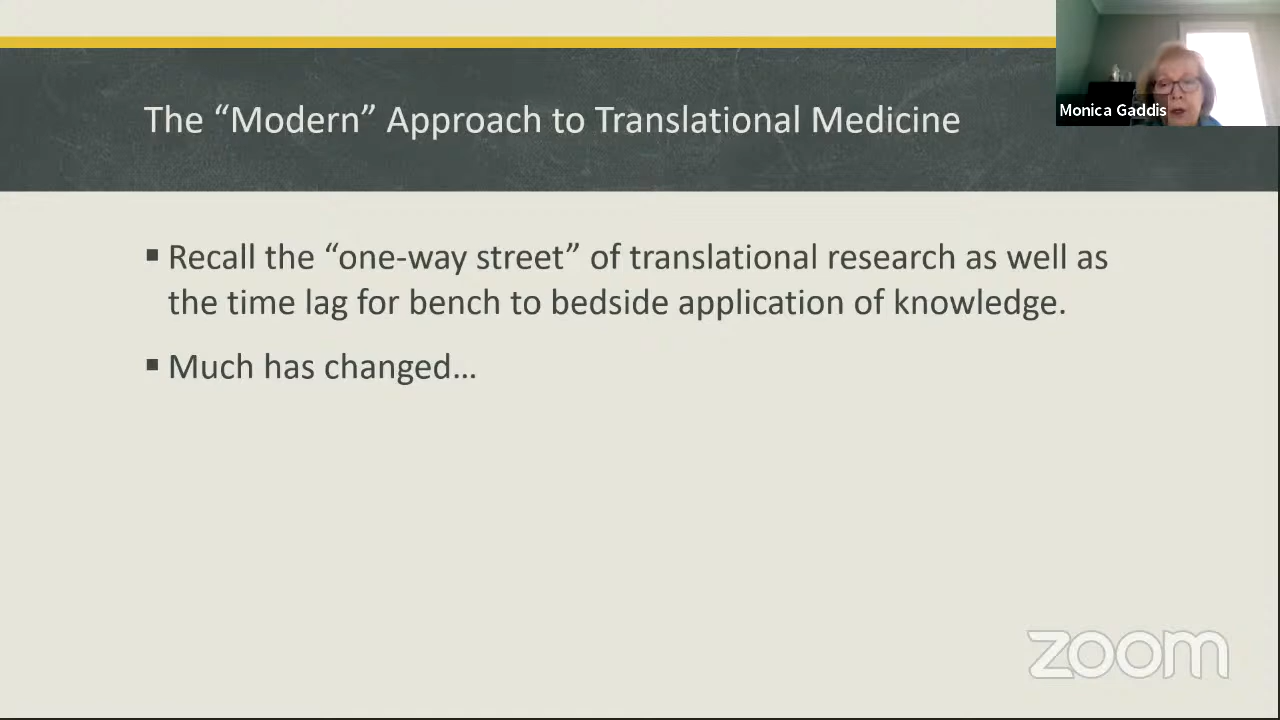 The “Modern” Approach to Translational Medicine
Monica Gaddis
▪ Recall the “one-way street” of translational research as well as
the time lag for bench to bedside application of knowledge.
▪ Much has changed…
zoom